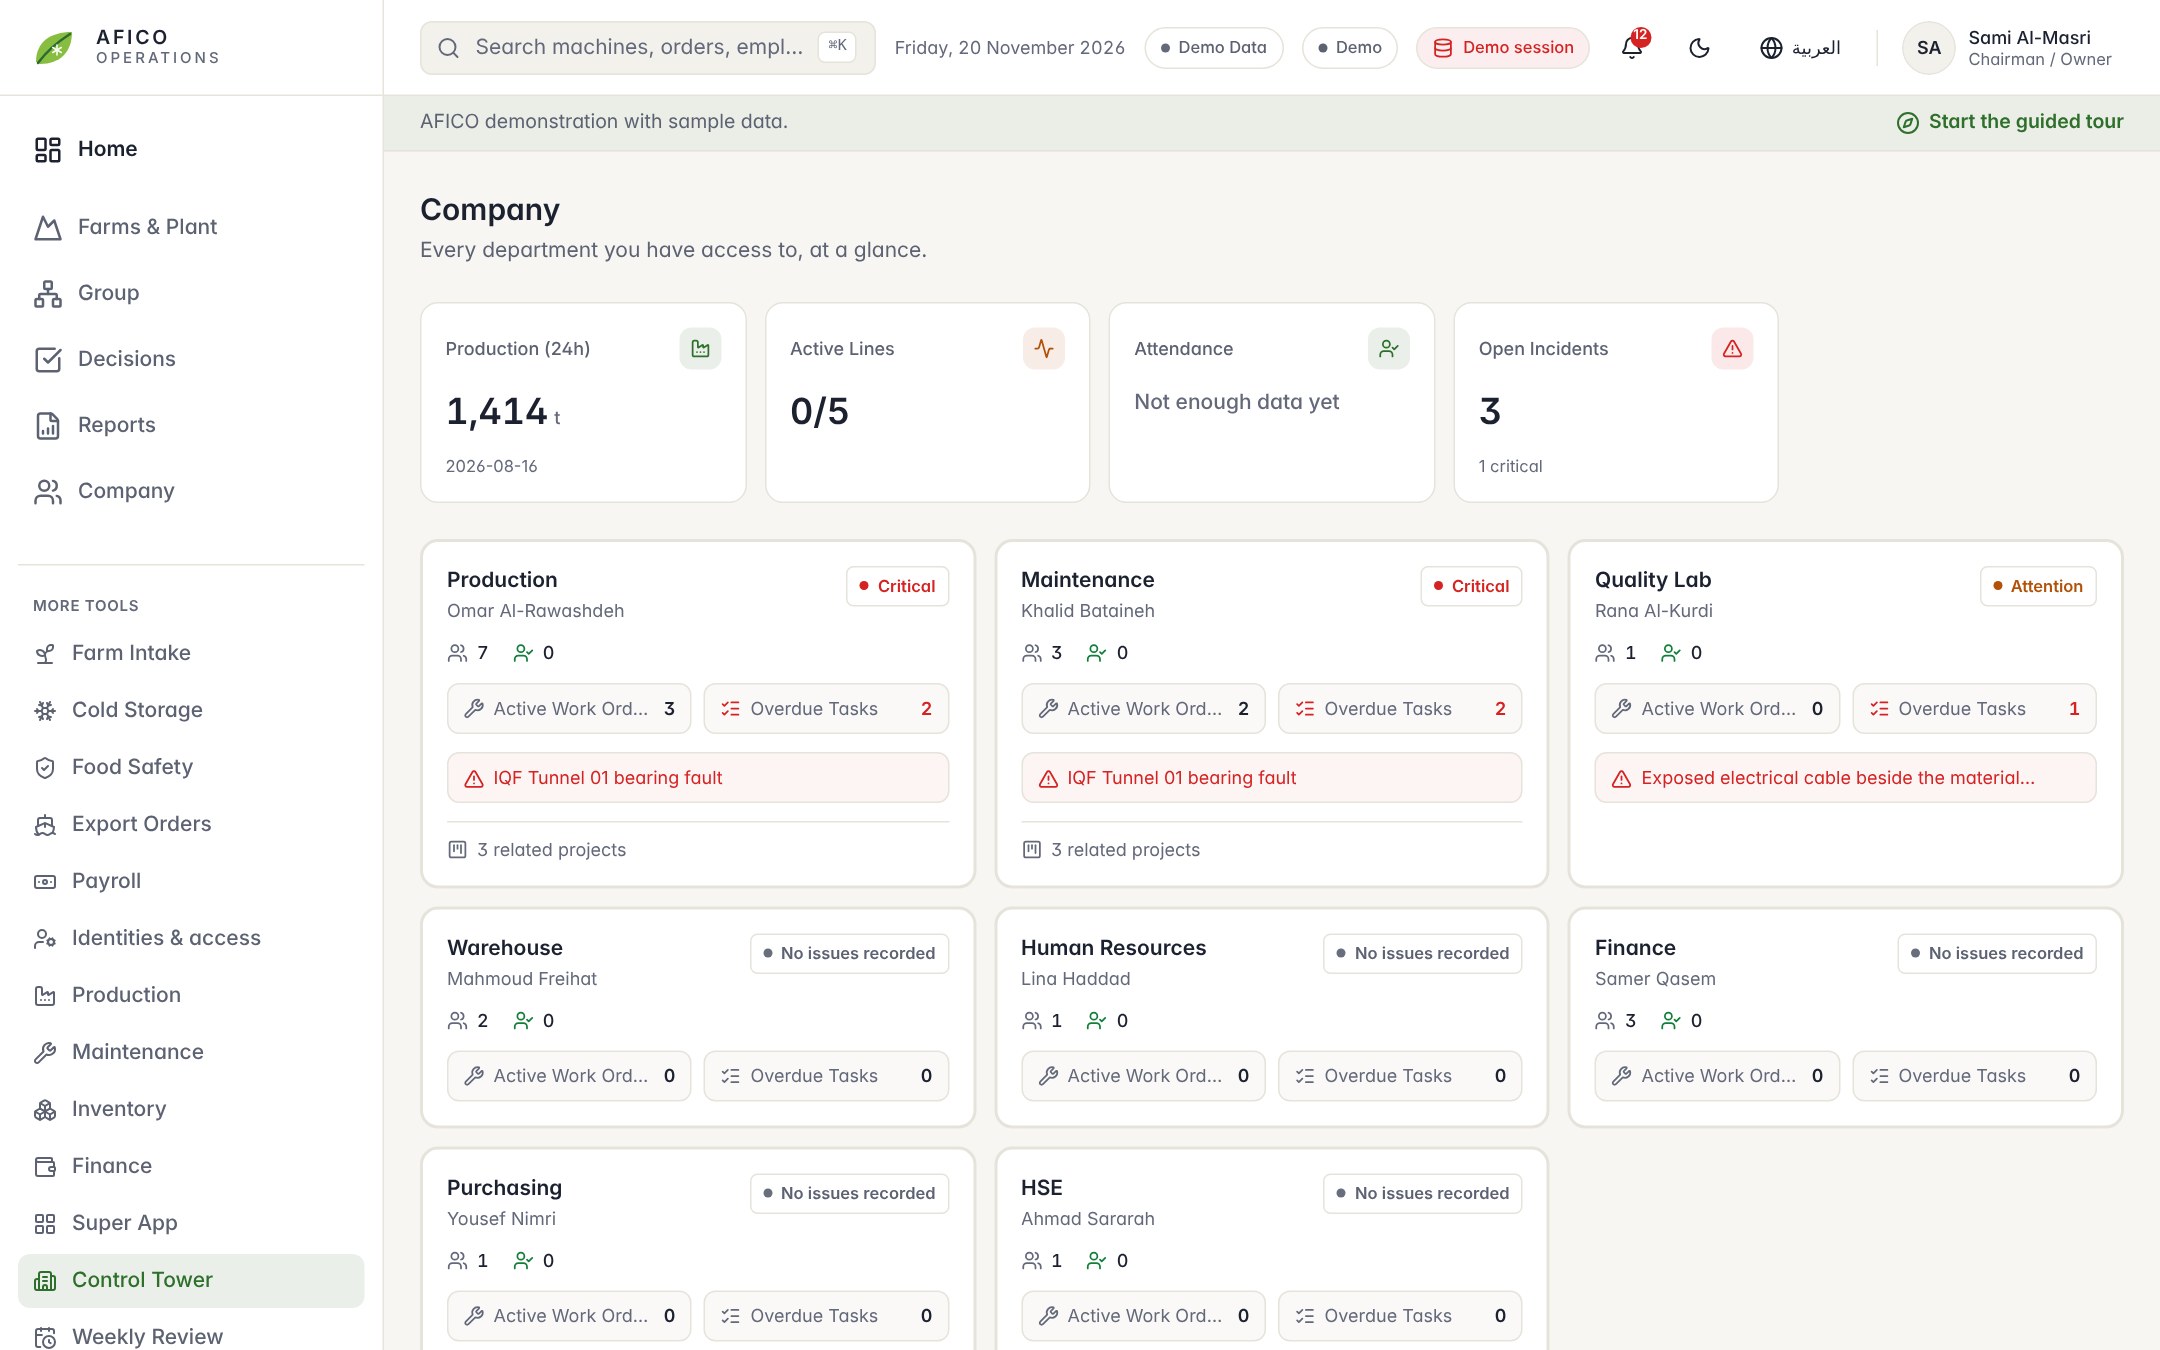 AFICO
OPERATIONS
Search machines, orders, empl... ⌘K
Friday, 20 November 2026
Demo Data
Demo
Demo session
12
العربية
SA
Sami Al-Masri
Chairman / Owner
AFICO demonstration with sample data.
Start the guided tour
Home
Farms & Plant
Group
Decisions
Reports
Company
MORE TOOLS
Farm Intake
Cold Storage
Food Safety
Export Orders
Payroll
Identities & access
Production
Maintenance
Inventory
Finance
Super App
Control Tower
Weekly Review
Company
Every department you have access to, at a glance.
Production (24h)
1,414 t
2026-08-16
Active Lines
0/5
Attendance
Not enough data yet
Open Incidents
3
1 critical
Production
Critical
Omar Al-Rawashdeh
7 0
Active Work Ord... 3
Overdue Tasks 2
IQF Tunnel 01 bearing fault
3 related projects
Maintenance
Critical
Khalid Bataineh
3 0
Active Work Ord... 2
Overdue Tasks 2
IQF Tunnel 01 bearing fault
3 related projects
Quality Lab
Attention
Rana Al-Kurdi
1 0
Active Work Ord... 0
Overdue Tasks 1
Exposed electrical cable beside the material...
Warehouse
No issues recorded
Mahmoud Freihat
2 0
Active Work Ord... 0
Overdue Tasks 0
Human Resources
No issues recorded
Lina Haddad
1 0
Active Work Ord... 0
Overdue Tasks 0
Finance
No issues recorded
Samer Qasem
3 0
Active Work Ord... 0
Overdue Tasks 0
Purchasing
No issues recorded
Yousef Nimri
1 0
Active Work Ord... 0
Overdue Tasks 0
HSE
No issues recorded
Ahmad Sararah
1 0
Active Work Ord... 0
Overdue Tasks 0